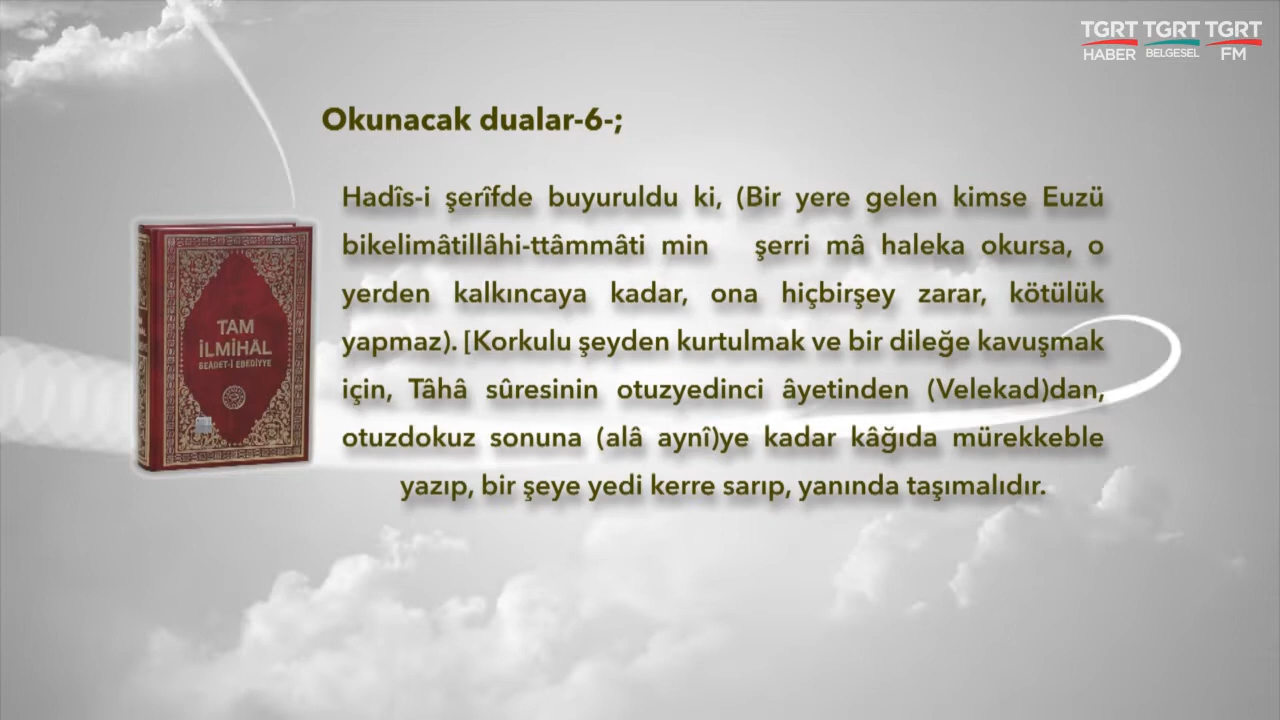 TGRT TGRT TGRT
HABER BELGESEL FM
Okunacak dualar-6-;
Hadîs-i şerîfde buyuruldu ki, (Bir yere gelen kimse Euzü
bikelimâtillâhi-ttâmmâti min şerri mâ haleka okursa, o
yerden kalkıncaya kadar, ona hiçbirşey zarar, kötülük
yapmaz). [Korkulu şeyden kurtulmak ve bir dileğe kavuşmak
için, Tâhâ sûresinin otuzyedinci âyetinden (Velekad)dan,
otuzdokuz sonuna (alâ aynî)ye kadar kâğıda mürekkeble
yazıp, bir şeye yedi kerre sarıp, yanında taşımalıdır.
TAM
İLMİHÂL
SEÂDET-İ EBEDİYYE